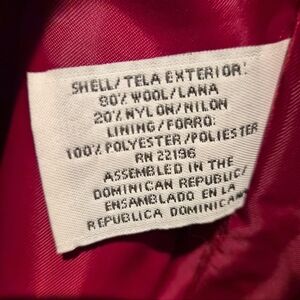 SHELL/TELA EXTERIOR:
80% WOOL/LANA
20% NYLON/NILON
LINING/FORRO:
100% POLYESTER/POLIESTER
RN 22196
ASSEMBLED IN THE
DOMINICAN REPUBLIC/
ENSAMBLADO EN LA
REPUBLICA DOMINICANA